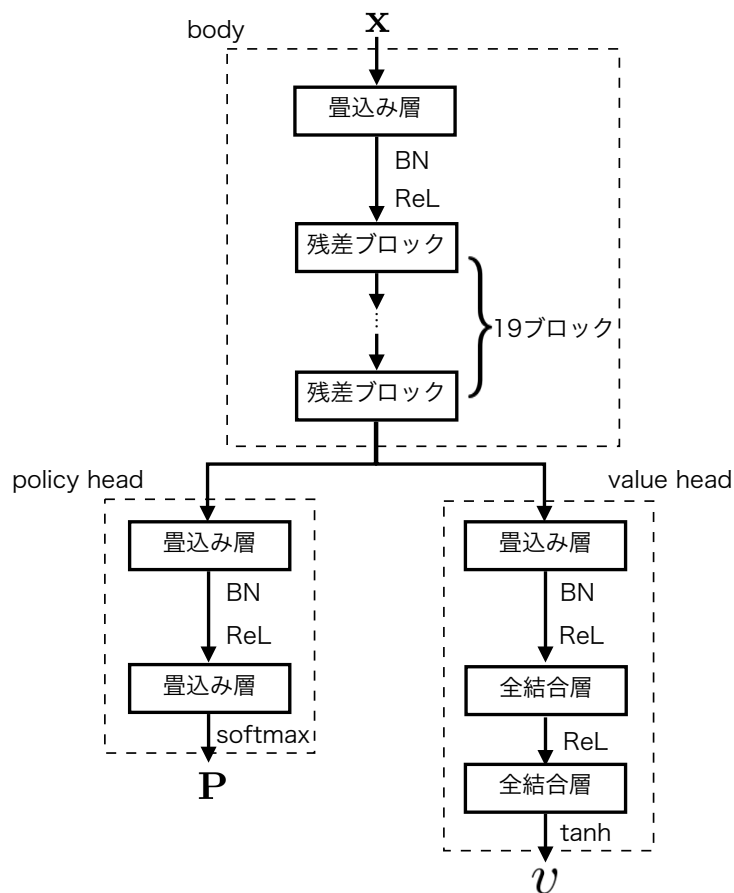 x
body
畳込み層
BN
ReL
残差ブロック
19ブロック
残差ブロック
policy head
畳込み層
BN
ReL
畳込み層
softmax
P
value head
畳込み層
BN
ReL
全結合層
ReL
全結合層
tanh
v